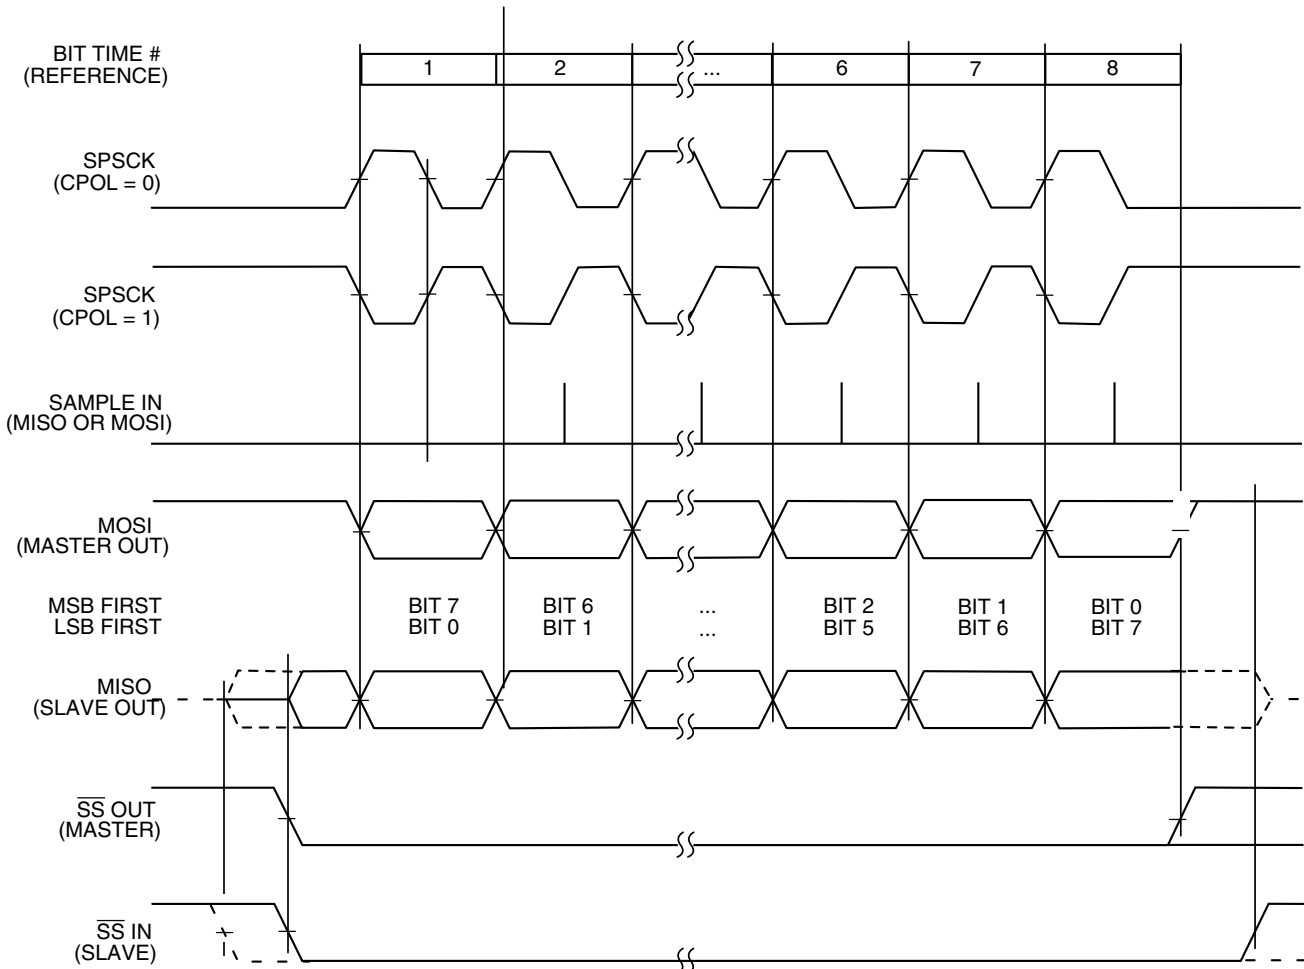 BIT TIME #
(REFERENCE)
1 2 ... 6 7 8
SPSCK
(CPOL = 0)
SPSCK
(CPOL = 1)
SAMPLE IN
(MISO OR MOSI)
MOSI
(MASTER OUT)
MSB FIRST BIT 7 BIT 6 ... BIT 2 BIT 1 BIT 0
LSB FIRST BIT 0 BIT 1 ... BIT 5 BIT 6 BIT 7
MISO
(SLAVE OUT)
S̅S̅ OUT
(MASTER)
S̅S̅ IN
(SLAVE)